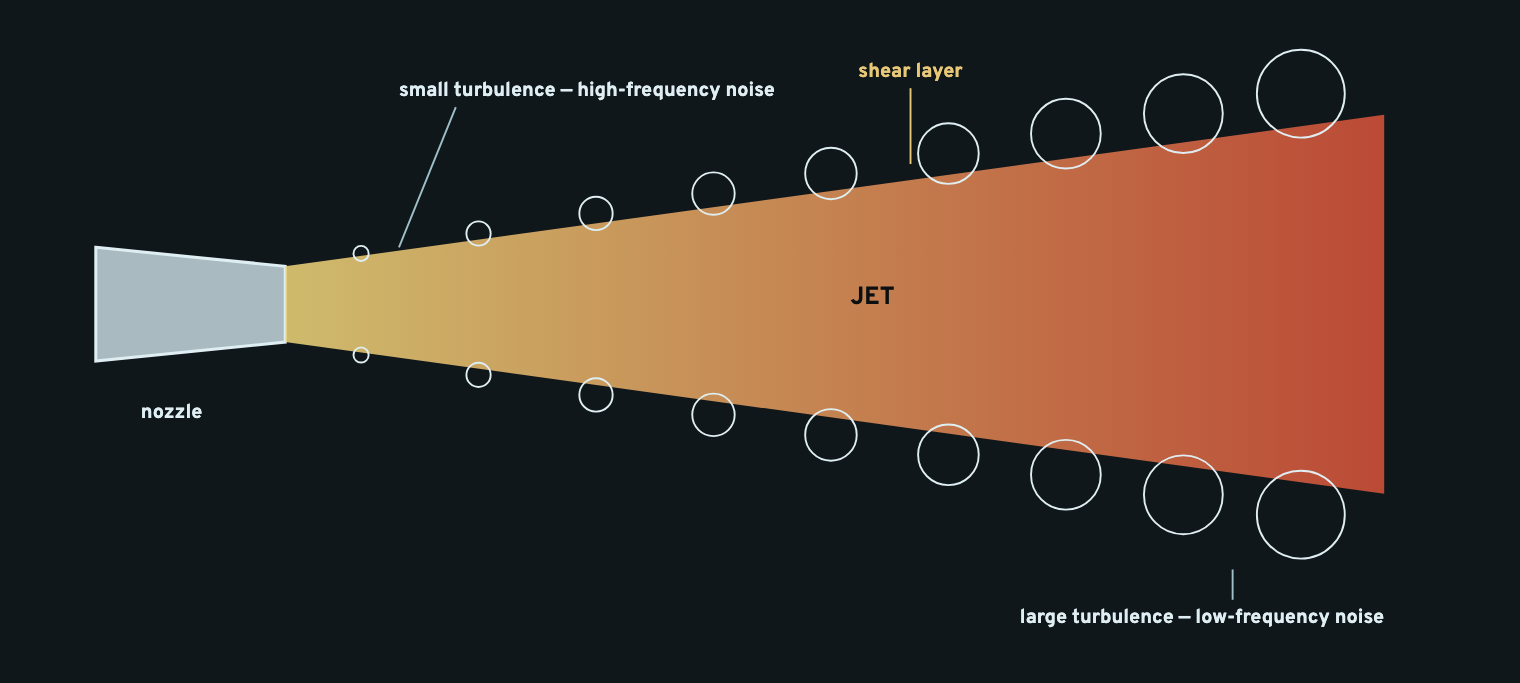 shear layer
small turbulence — high-frequency noise
JET
nozzle
large turbulence — low-frequency noise